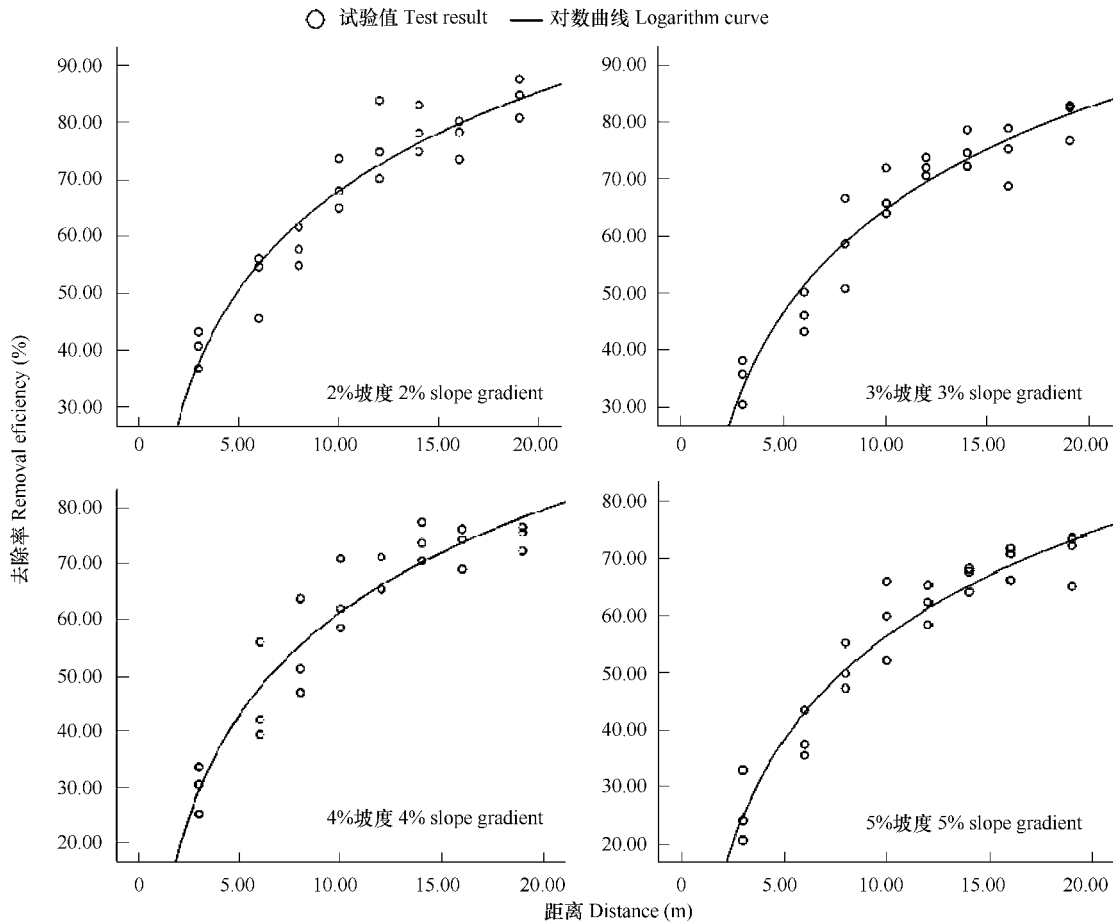 试验值 Test result 对数曲线 Logarithm curve
去除率 Removal eficiency (%)
90.00
80.00
70.00
60.00
50.00
40.00
30.00
2%坡度 2% slope gradient
0 5.00 10.00 15.00 20.00
90.00
80.00
70.00
60.00
50.00
40.00
30.00
3%坡度 3% slope gradient
0 5.00 10.00 15.00 20.00
80.00
70.00
60.00
50.00
40.00
30.00
20.00
4%坡度 4% slope gradient
0 5.00 10.00 15.00 20.00
80.00
70.00
60.00
50.00
40.00
30.00
20.00
5%坡度 5% slope gradient
0 5.00 10.00 15.00 20.00
距离 Distance (m)